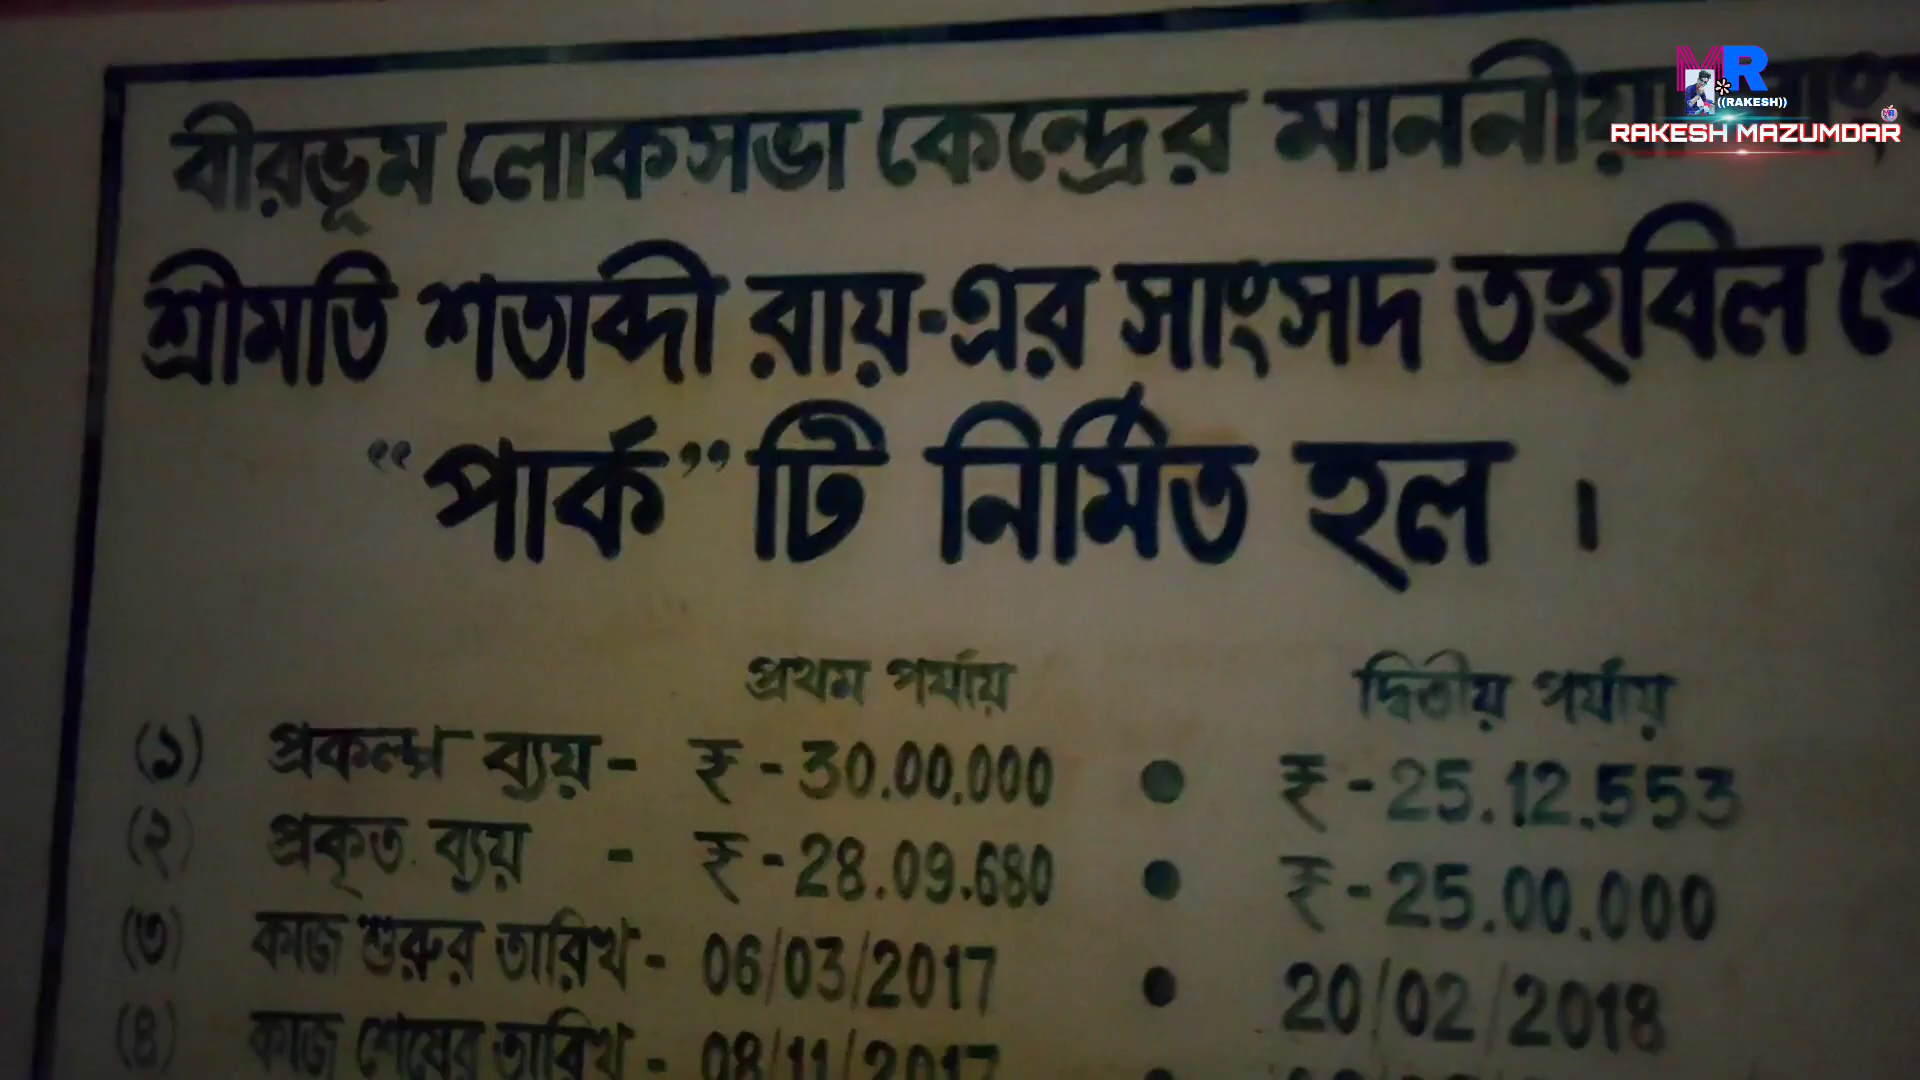 বীরভূম লোকসভা কেন্দ্রের মাননীয়া
শ্রীমতি শতাব্দী রায়-এর সাংসদ তহবিল
“পার্ক” টি নির্মিত হল ।
প্রথম পর্যায় দ্বিতীয় পর্যায়
(১) প্রকল্প ব্যয় - ₹ - 30.00.000 • ₹ - 25.12.553
(২) প্রকৃত ব্যয় - ₹ - 28.09.680 • ₹ - 25.00.000
(৩) কাজ শুরুর তারিখ - 06/03/2017 • 20/02/2018
(৪) কাজ শেষের তারিখ - 08/11/2017
MR
((RAKESH))
RAKESH MAZUMDAR